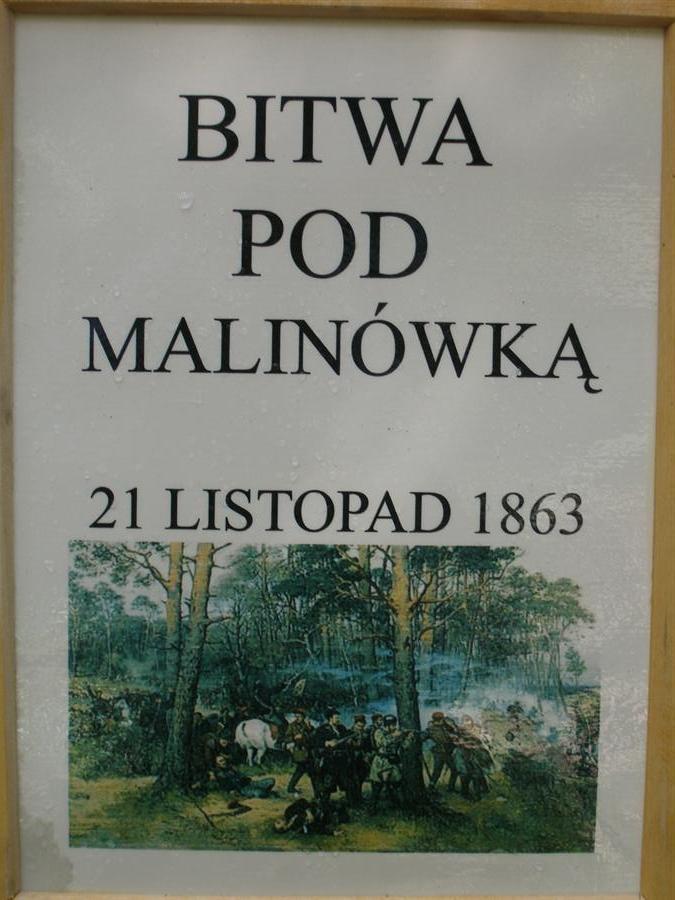 BITWA
POD
MALINÓWKĄ
21 LISTOPAD 1863